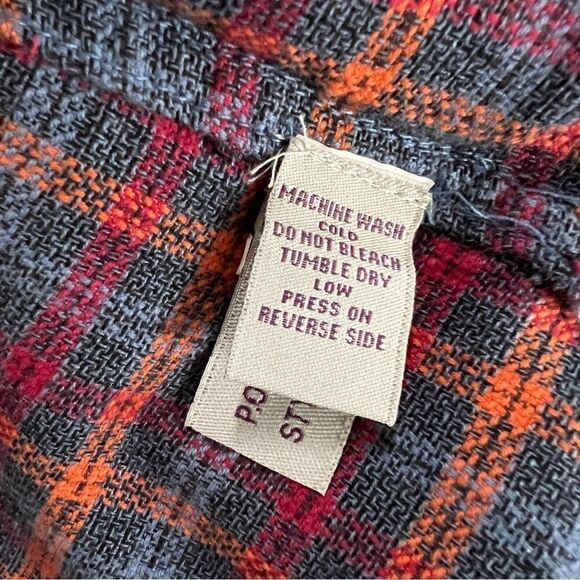 MACHINE WASH
COLD
DO NOT BLEACH
TUMBLE DRY
LOW
PRESS ON
REVERSE SIDE
P.O